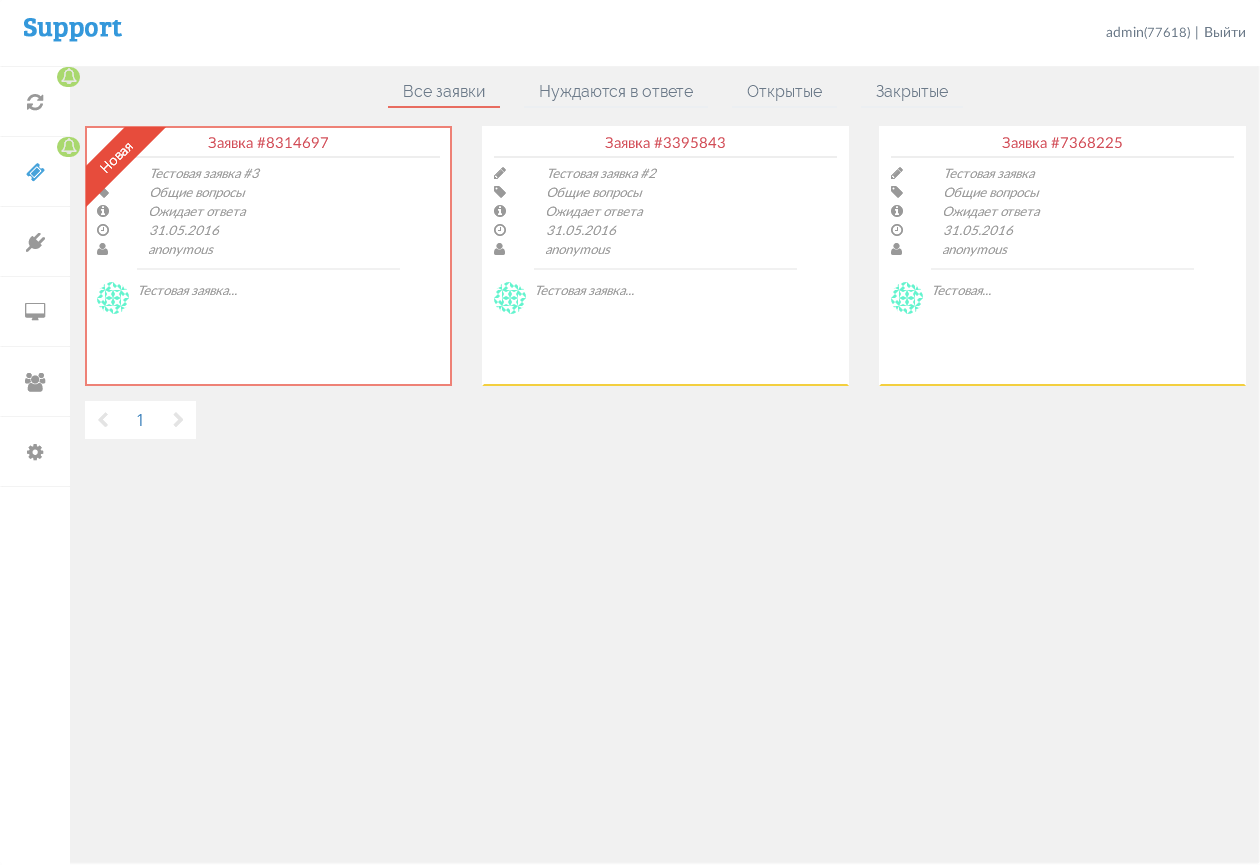 Support
admin(77618) | Выйти
Все заявки
Нуждаются в ответе
Открытые
Закрытые
Новая
Заявка #8314697
Тестовая заявка #3
Общие вопросы
Ожидает ответа
31.05.2016
anonymous
Тестовая заявка...
Заявка #3395843
Тестовая заявка #2
Общие вопросы
Ожидает ответа
31.05.2016
anonymous
Тестовая заявка...
Заявка #7368225
Тестовая заявка
Общие вопросы
Ожидает ответа
31.05.2016
anonymous
Тестовая...
1